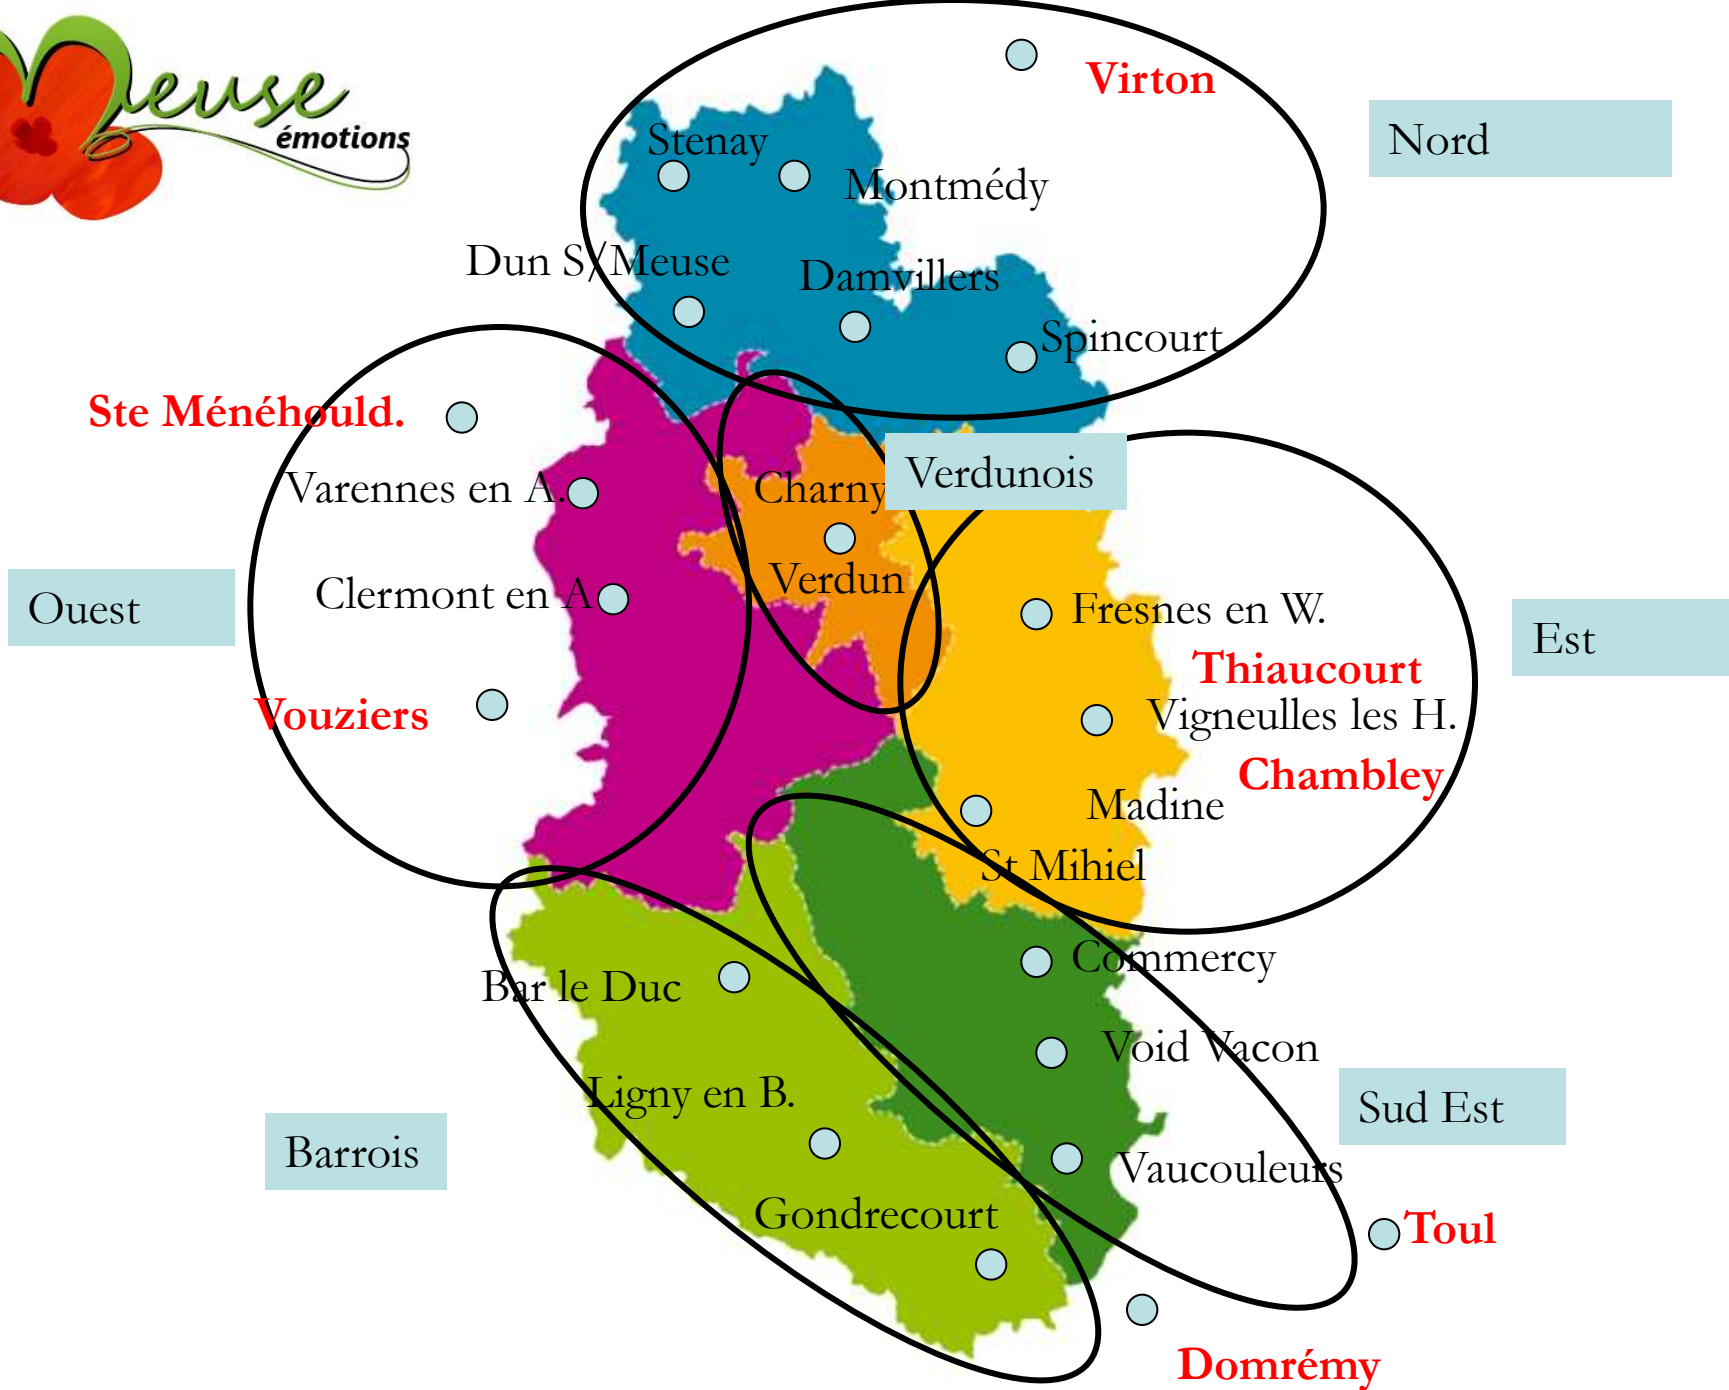 Meuse
émotions
Virton
Nord
Stenay
Montmédy
Dun S/Meuse
Damvillers
Spincourt
Ste Ménéhould.
Verdunois
Varennes en A.
Charny
Verdun
Clermont en A
Ouest
Fresnes en W.
Est
Thiaucourt
Vouziers
Vigneulles les H.
Chambley
Madine
St Mihiel
Commercy
Bar le Duc
Void Vacon
Ligny en B.
Sud Est
Barrois
Vaucouleurs
Gondrecourt
Toul
Domrémy